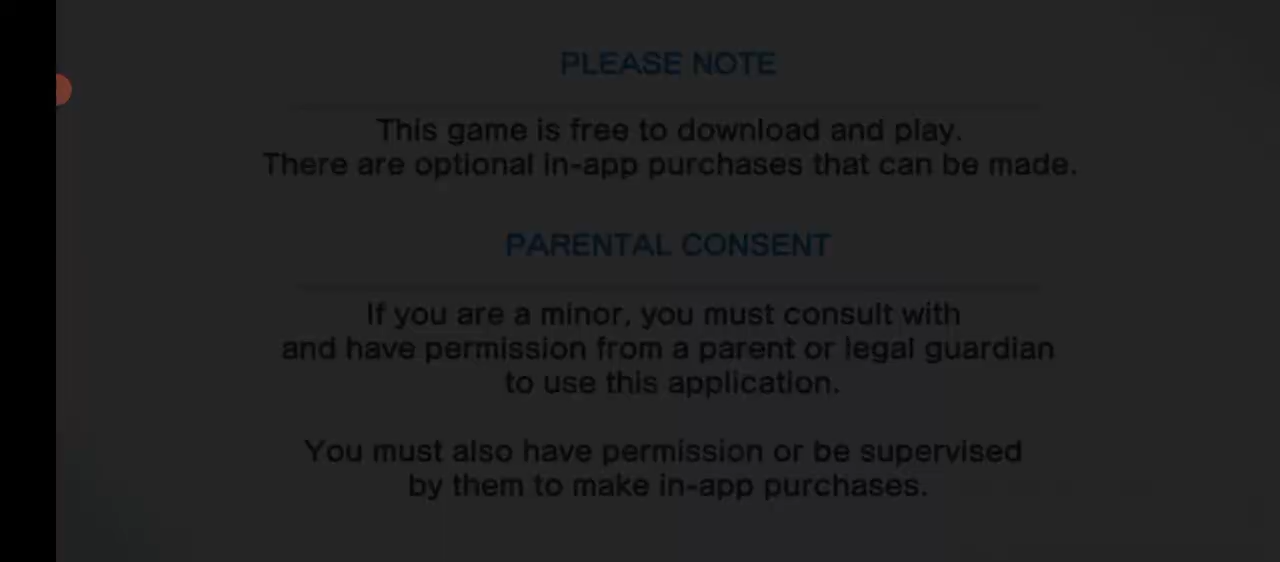 PLEASE NOTE
This game is free to download and play.
There are optional in-app purchases that can be made.
PARENTAL CONSENT
If you are a minor, you must consult with
and have permission from a parent or legal guardian
to use this application.
You must also have permission or be supervised
by them to make in-app purchases.